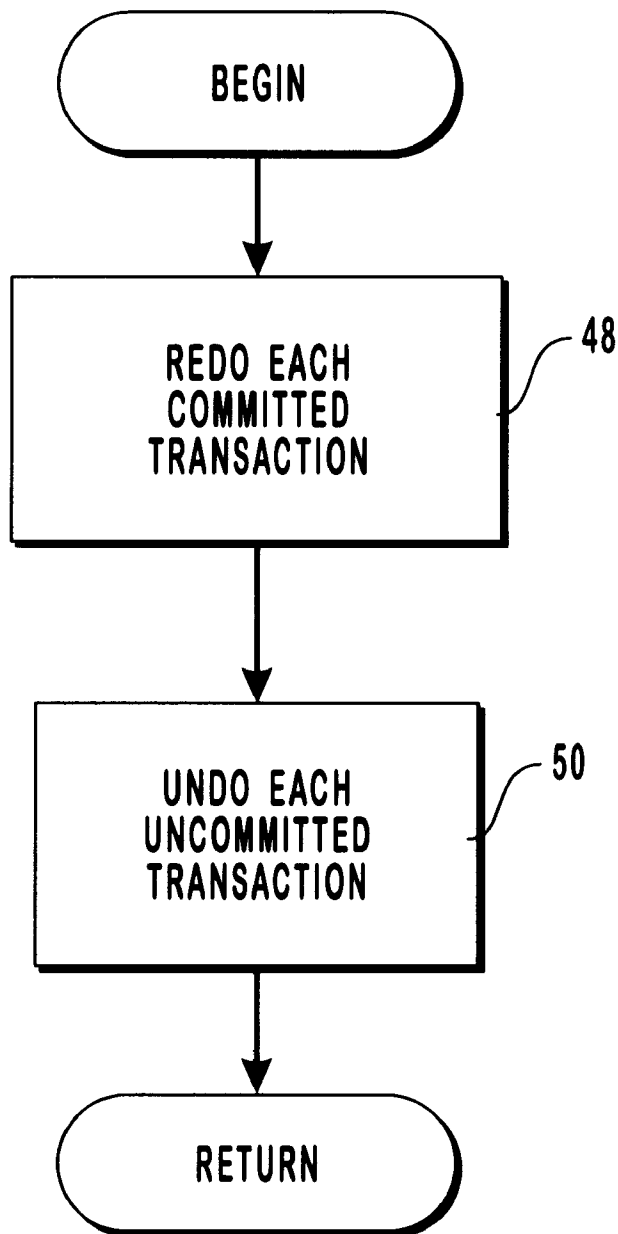 BEGIN
REDO EACH
COMMITTED
TRANSACTION
48
UNDO EACH
UNCOMMITTED
TRANSACTION
50
RETURN